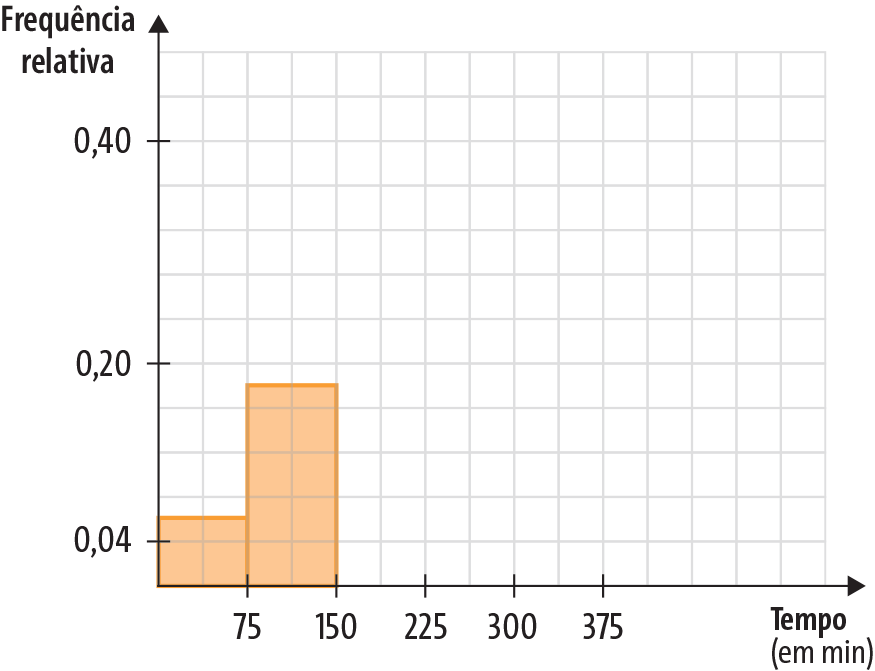 Frequência
relativa
0,40
0,20
0,04
75 150 225 300 375
Tempo
(em min)